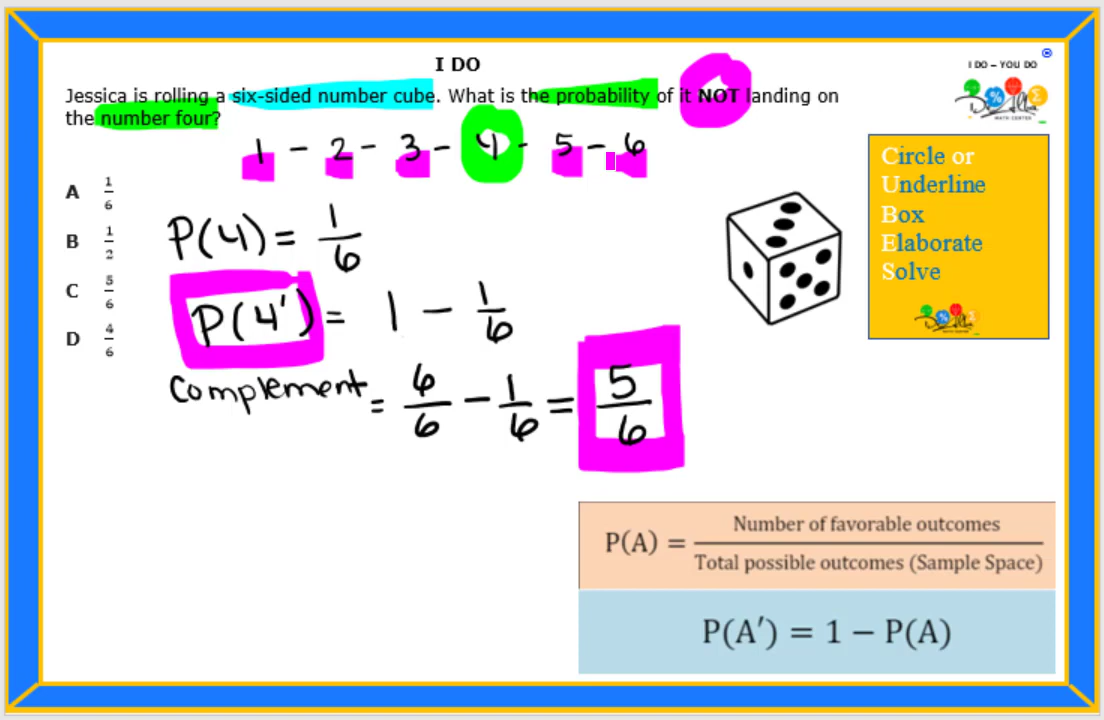 I DO
I DO – YOU DO
Jessica is rolling a six-sided number cube. What is the probability of it NOT landing on
the number four?
1 - 2 - 3 - 4 - 5 - 6
A 1/6
B 1/2
C 5/6
D 4/6
P(4) = 1/6
P(4') = 1 - 1/6
Complement = 6/6 - 1/6 = 5/6
Circle or
Underline
Box
Elaborate
Solve
P(A) = Number of favorable outcomes / Total possible outcomes (Sample Space)
P(A′) = 1 − P(A)